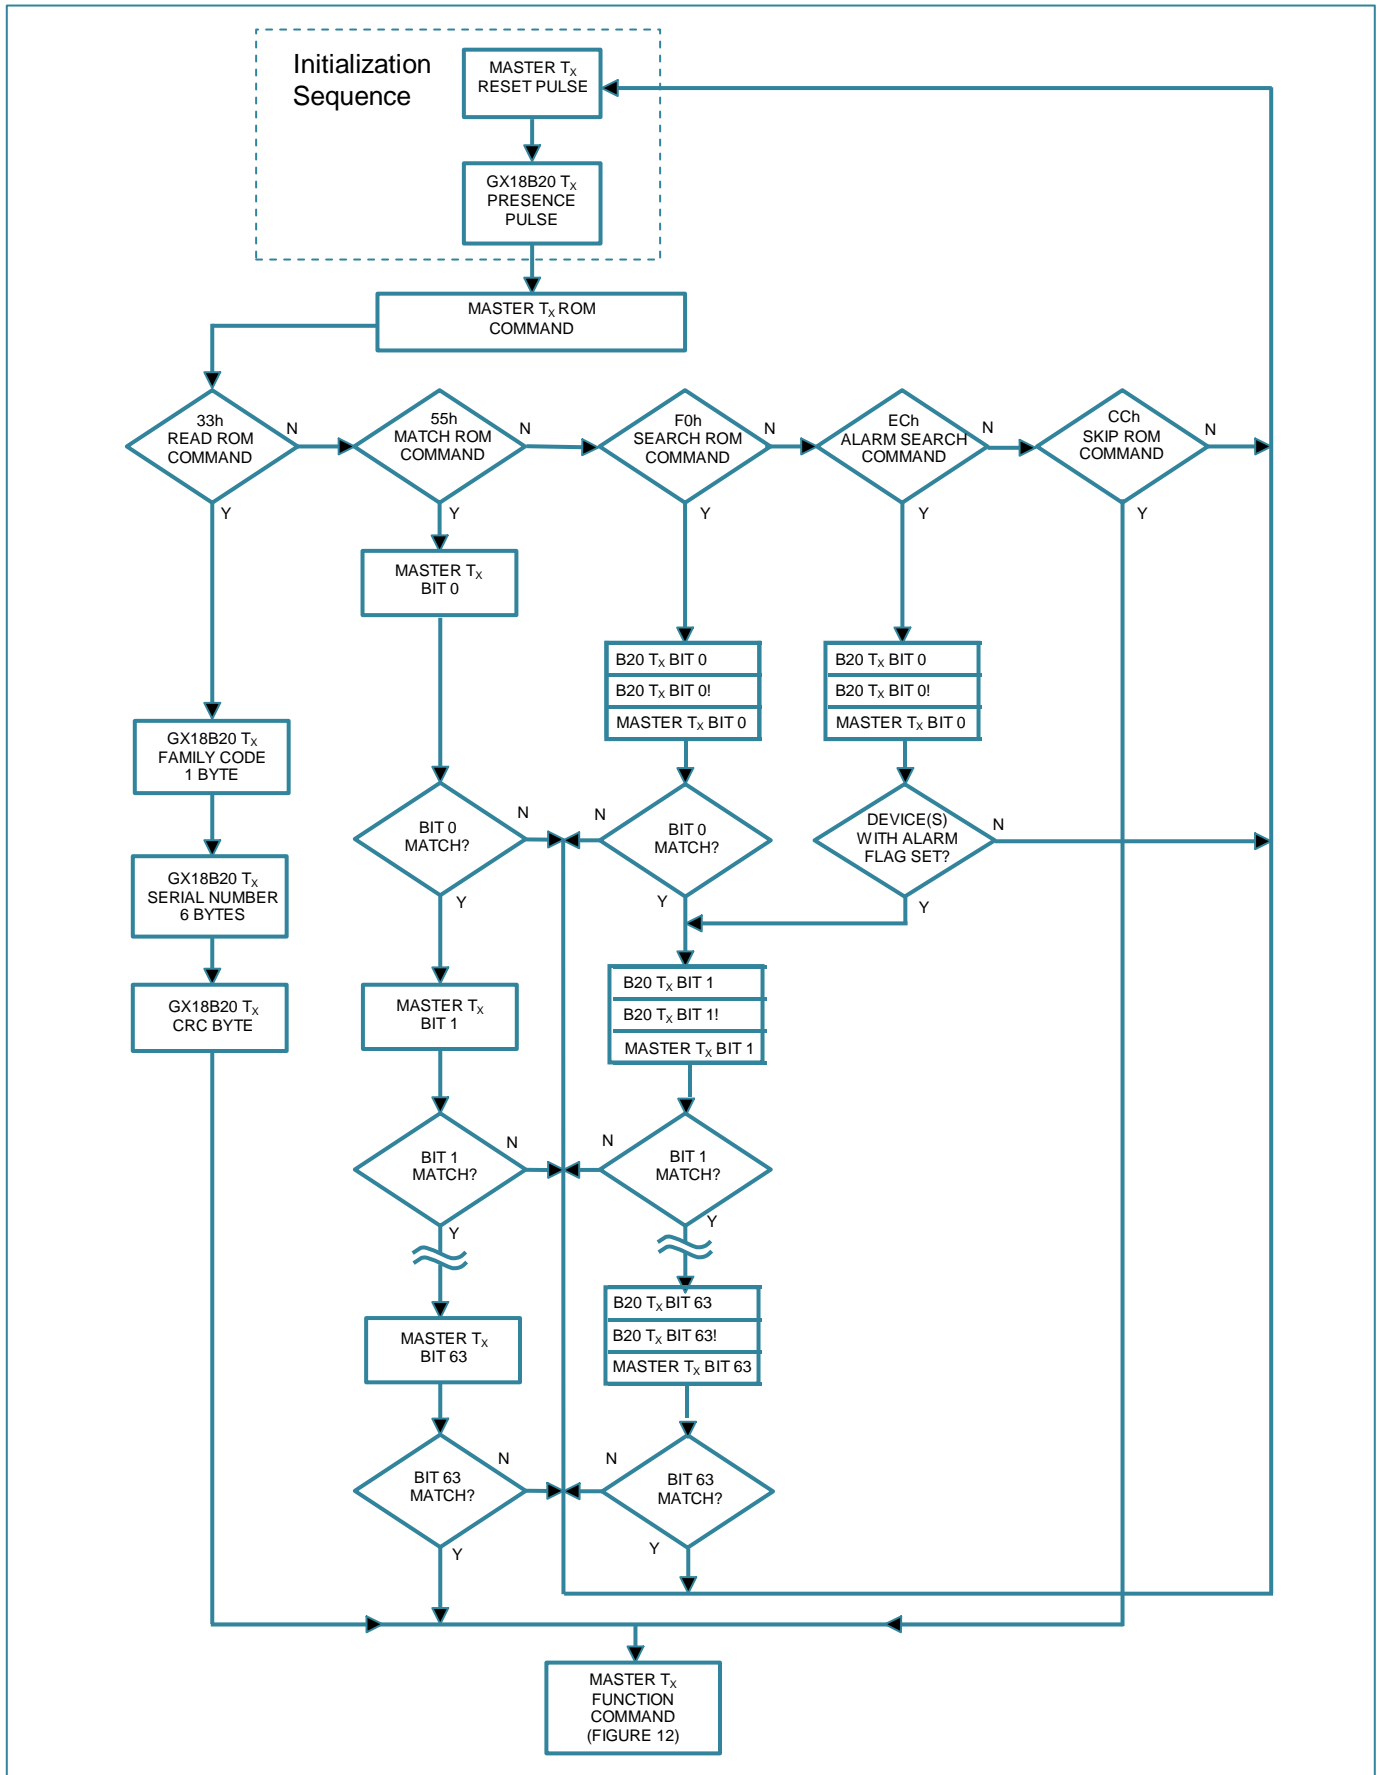 Initialization
Sequence
MASTER TX
RESET PULSE
GX18B20 TX
PRESENCE
PULSE
MASTER TX ROM
COMMAND
33h
READ ROM
COMMAND
N
Y
55h
MATCH ROM
COMMAND
N
Y
F0h
SEARCH ROM
COMMAND
N
Y
ECh
ALARM SEARCH
COMMAND
N
Y
CCh
SKIP ROM
COMMAND
N
Y
MASTER TX
BIT 0
B20 TX BIT 0
B20 TX BIT 0!
MASTER TX BIT 0
B20 TX BIT 0
B20 TX BIT 0!
MASTER TX BIT 0
GX18B20 TX
FAMILY CODE
1 BYTE
BIT 0
MATCH?
N
Y
BIT 0
MATCH?
N
Y
DEVICE(S)
WITH ALARM
FLAG SET?
N
Y
GX18B20 TX
SERIAL NUMBER
6 BYTES
GX18B20 TX
CRC BYTE
MASTER TX
BIT 1
B20 TX BIT 1
B20 TX BIT 1!
MASTER TX BIT 1
BIT 1
MATCH?
N
Y
BIT 1
MATCH?
N
Y
MASTER TX
BIT 63
B20 TX BIT 63
B20 TX BIT 63!
MASTER TX BIT 63
BIT 63
MATCH?
N
Y
BIT 63
MATCH?
N
Y
MASTER TX
FUNCTION
COMMAND
(FIGURE 12)